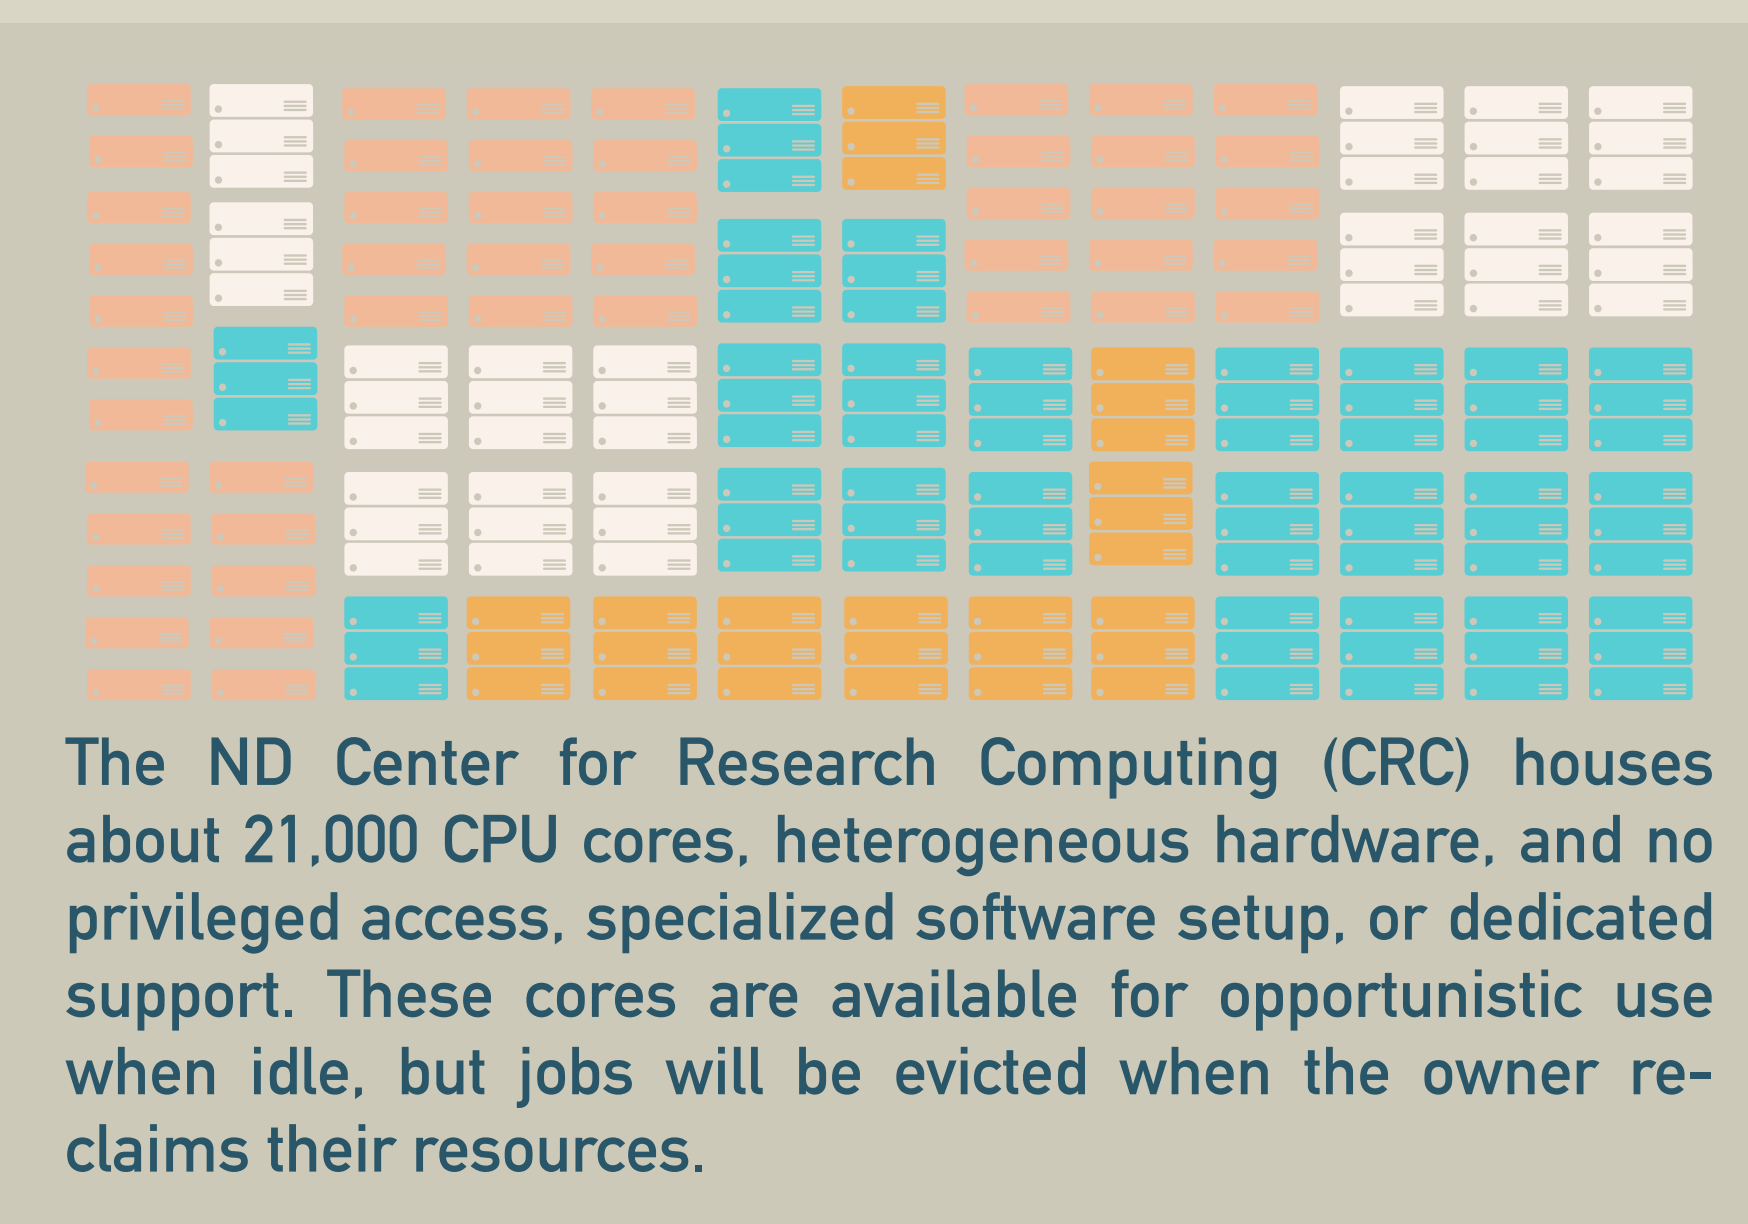 The ND Center for Research Computing (CRC) houses
about 21,000 CPU cores, heterogeneous hardware, and no
privileged access, specialized software setup, or dedicated
support. These cores are available for opportunistic use
when idle, but jobs will be evicted when the owner re-
claims their resources.